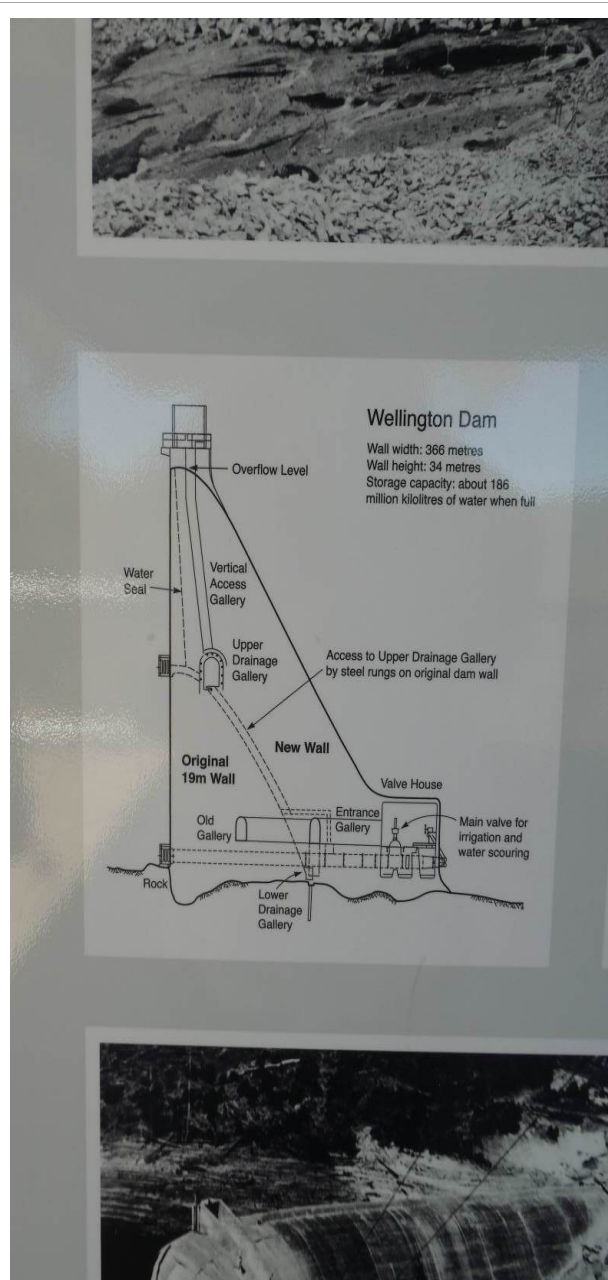 Wellington Dam
Wall width: 366 metres
Wall height: 34 metres
Storage capacity: about 186
million kilolitres of water when full
Overflow Level
Water
Seal
Vertical
Access
Gallery
Upper
Drainage
Gallery
Access to Upper Drainage Gallery
by steel rungs on original dam wall
Original
19m Wall
New Wall
Valve House
Old
Gallery
Entrance
Gallery
Main valve for
irrigation and
water scouring
Rock
Lower
Drainage
Gallery